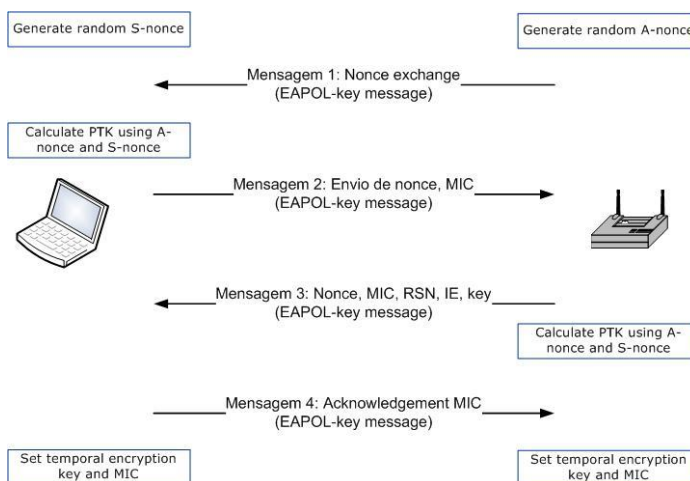 Generate random S-nonce
Generate random A-nonce
Mensagem 1: Nonce exchange
(EAPOL-key message)
Calculate PTK using A-
nonce and S-nonce
Mensagem 2: Envio de nonce, MIC
(EAPOL-key message)
Mensagem 3: Nonce, MIC, RSN, IE, key
(EAPOL-key message)
Calculate PTK using A-
nonce and S-nonce
Mensagem 4: Acknowledgement MIC
(EAPOL-key message)
Set temporal encryption
key and MIC
Set temporal encryption
key and MIC